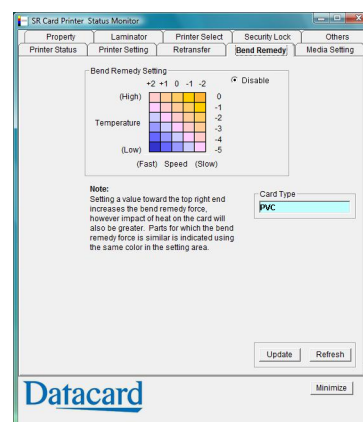 SR Card Printer Status Monitor
Property Laminator Printer Select Security Lock Others
Printer Status Printer Setting Retransfer Bend Remedy Media Setting
Bend Remedy Setting
+2 +1 0 -1 -2 Disable
(High) 0
-1
Temperature -2
-3
-4
(Low) -5
(Fast) Speed (Slow)
Note:
Setting a value toward the top right end
increases the bend remedy force,
however impact of heat on the card will
also be greater. Parts for which the bend
remedy force is similar is indicated using
the same color in the setting area.
Card Type
PVC
Update Refresh
Datacard
Minimize